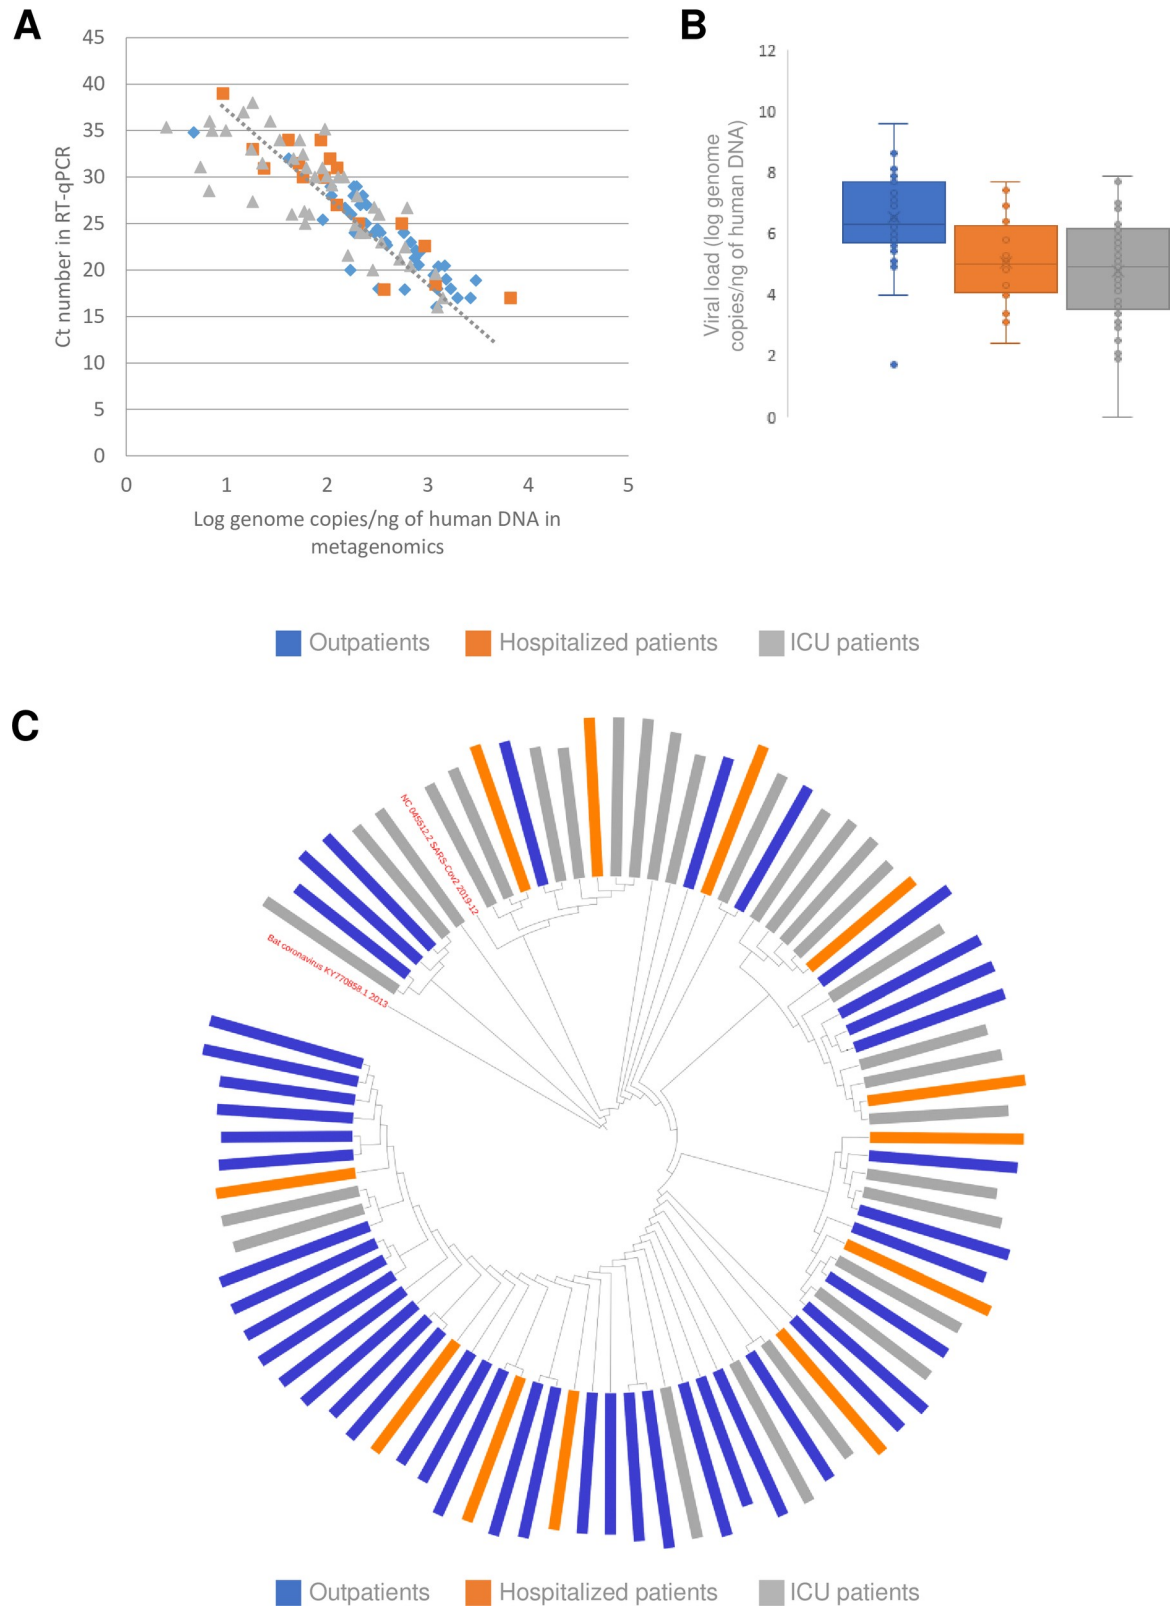 A
B
45
40
35
30
25
20
15
10
5
0
Ct number in RT-qPCR
0 1 2 3 4 5
Log genome copies/ng of human DNA in
metagenomics
12
10
8
6
4
2
0
Viral load (log genome
copies/ng of human DNA)
Outpatients Hospitalized patients ICU patients
C
NC 045512.2 SARS-Cov2 2019-12
Bat coronavirus KY770858.1 2013
Outpatients Hospitalized patients ICU patients